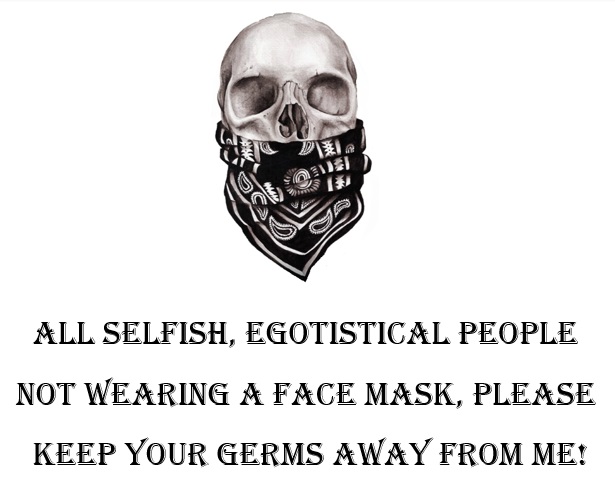 ALL SELFISH, EGOTISTICAL PEOPLE
NOT WEARING A FACE MASK, PLEASE
KEEP YOUR GERMS AWAY FROM ME!